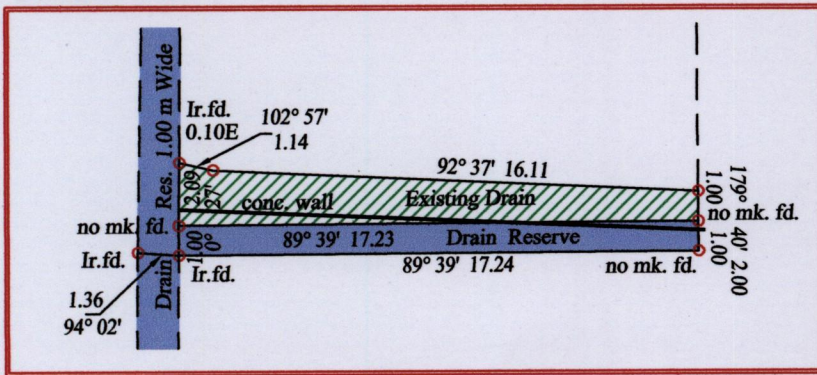 Res. 1.00 m Wide
Drain
Ir.fd.
0.10E
102° 57'
1.14
92° 37' 16.11
2.09
27'
conc. wall
Existing Drain
1.00
179° 40' 2.00
no mk. fd.
no mk. fd.
1.00
0°
89° 39' 17.23
Drain Reserve
1.00
Ir.fd.
Ir.fd.
89° 39' 17.24
no mk. fd.
1.36
94° 02'